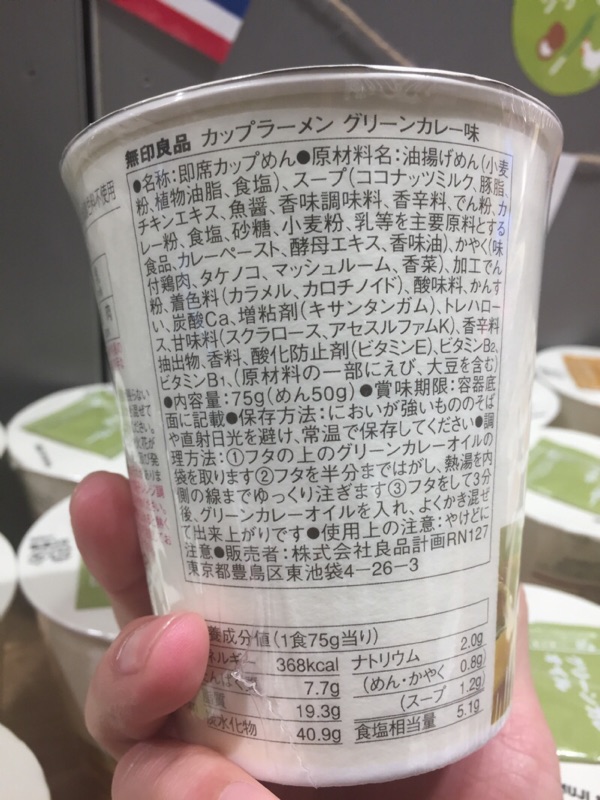 無印良品 カップラーメン グリーンカレー味
●名称:即席カップめん●原材料名:油揚げめん(小麦
粉、植物油脂、食塩)、スープ(ココナッツミルク、豚脂、
チキンエキス、魚醤、香味調味料、香辛料、でん粉、カ
レー粉、食塩、砂糖、小麦粉、乳等を主要原料とする
食品、カレーペースト、酵母エキス、香味油)、かやく(味
付鶏肉、タケノコ、マッシュルーム、香菜)、加工でん
粉、着色料(カラメル、カロチノイド)、酸味料、かんす
い、炭酸Ca、増粘剤(キサンタンガム)、トレハロー
ス、甘味料(スクラロース、アセスルファムK)、香辛料
抽出物、香料、酸化防止剤(ビタミンE)、ビタミンB₂、
ビタミンB₁、(原材料の一部にえび、大豆を含む)
●内容量:75g(めん50g)●賞味期限:容器底
面に記載●保存方法:においが強いもののそば
や直射日光を避け、常温で保存してください●調
理方法:①フタの上のグリーンカレーオイルの
袋を取ります②フタを半分まではがし、熱湯を内
側の線までゆっくり注ぎます③フタをして3分
後、グリーンカレーオイルを入れ、よくかき混ぜ
て出来上がりです●使用上の注意:やけどに
注意●販売者:株式会社良品計画RN127
東京都豊島区東池袋4-26-3
養成分値(1食75g当り)
ネルギー 368kcal ナトリウム 2.0g
7.7g (めん・かやく 0.8g
19.3g (スープ 1.2g)
水化物 40.9g 食塩相当量 5.1g